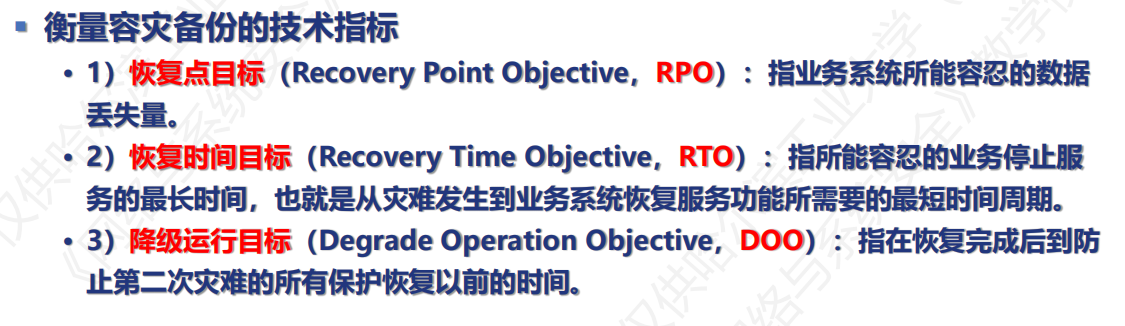 ▪ 衡量容灾备份的技术指标
• 1）恢复点目标（Recovery Point Objective，RPO）：指业务系统所能容忍的数据
丢失量。
• 2）恢复时间目标（Recovery Time Objective，RTO）：指所能容忍的业务停止服
务的最长时间，也就是从灾难发生到业务系统恢复服务功能所需要的最短时间周期。
• 3）降级运行目标（Degrade Operation Objective，DOO）：指在恢复完成后到防
止第二次灾难的所有保护恢复以前的时间。